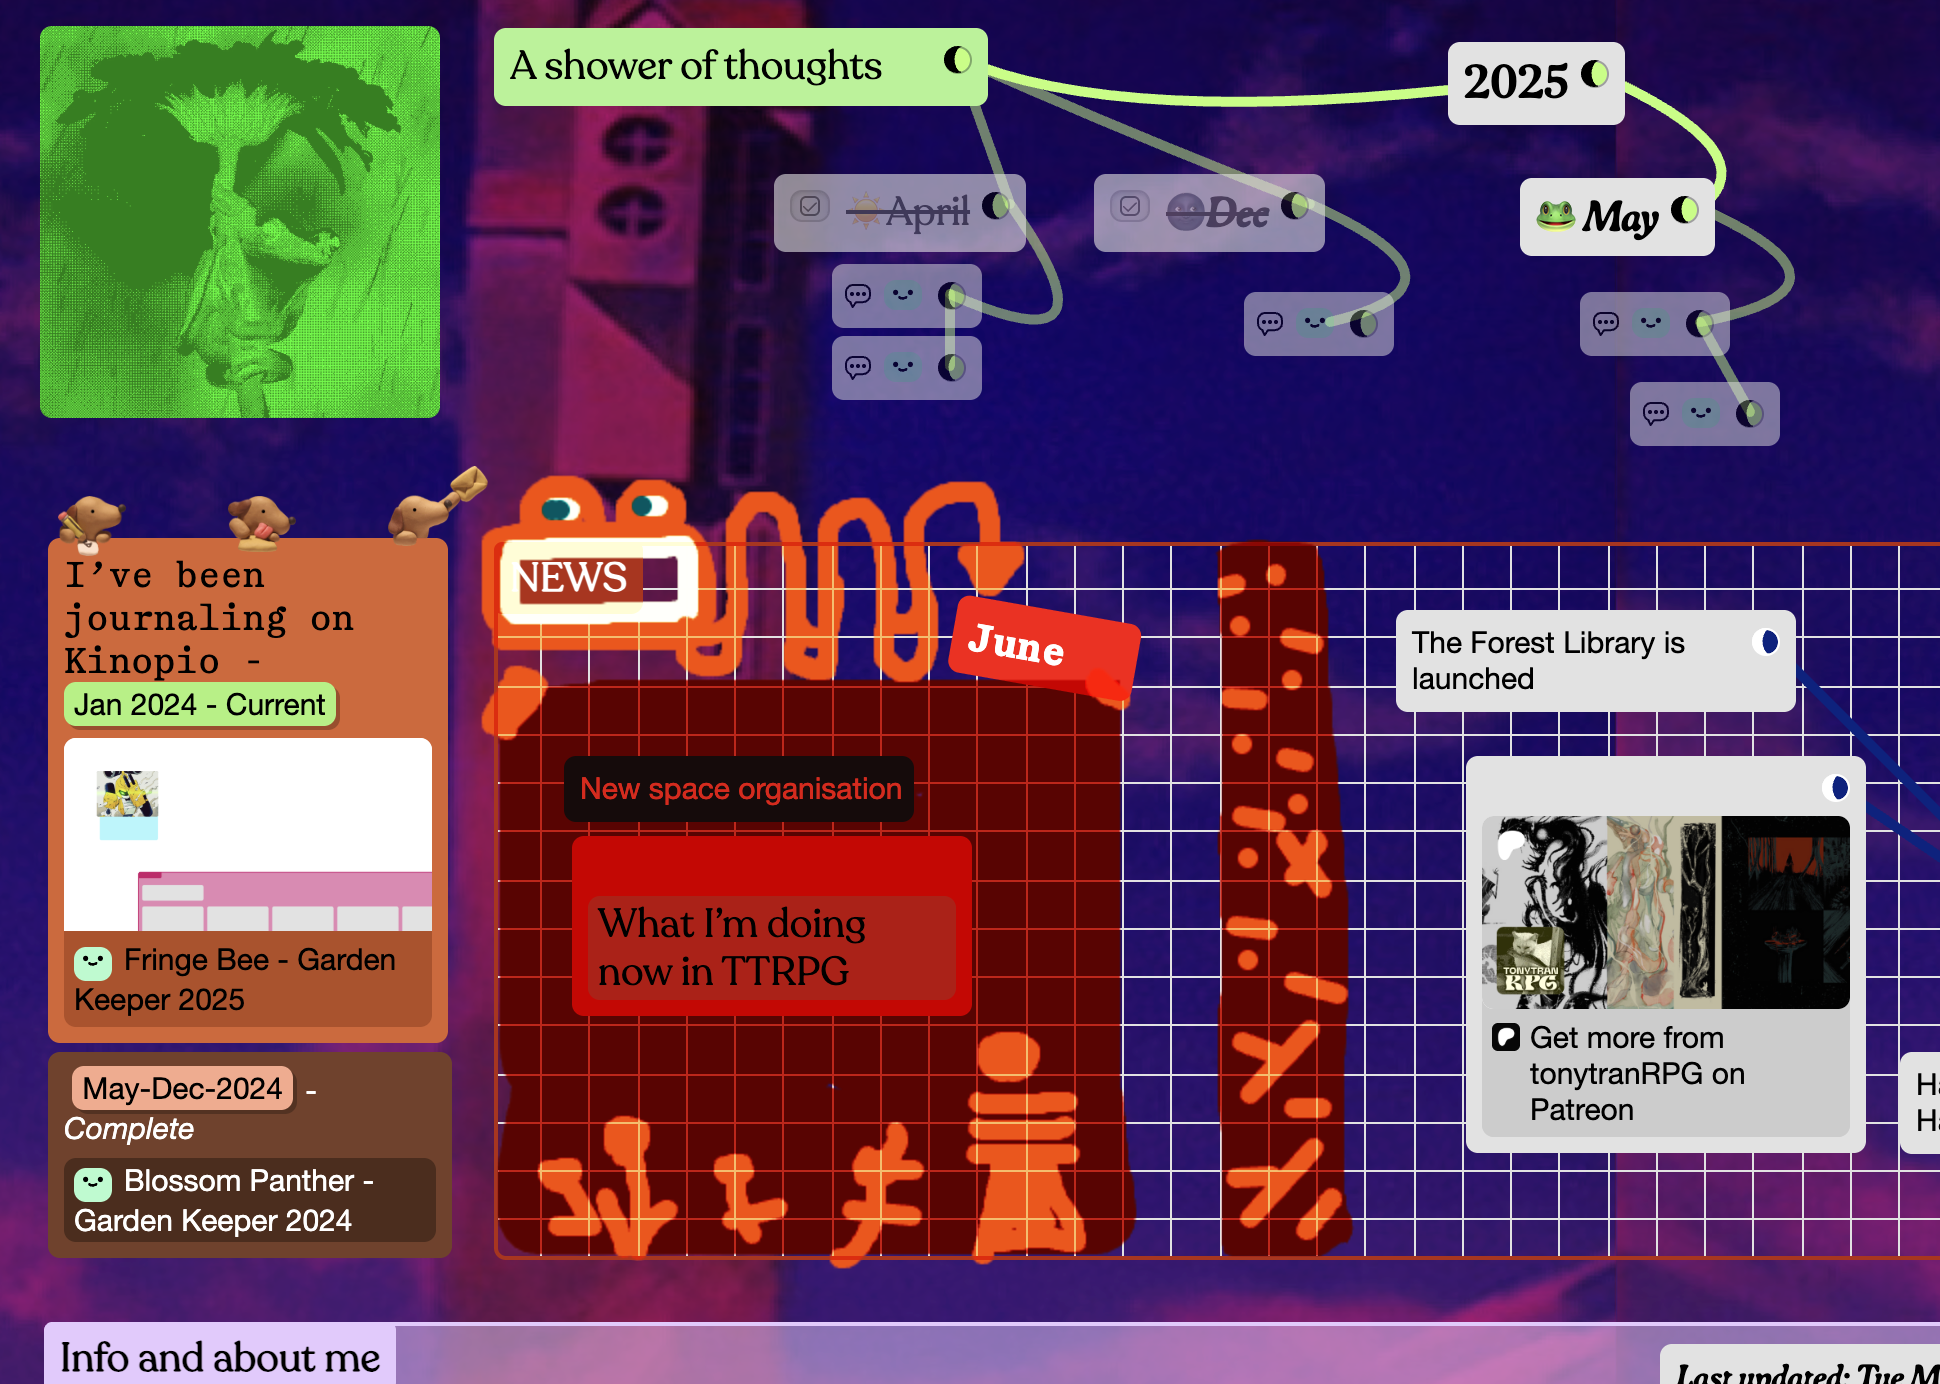 A shower of thoughts
2025
April
Dec
May
NEWS
June
I've been
journaling on
Kinopio -
Jan 2024 - Current
Fringe Bee - Garden
Keeper 2025
May-Dec-2024 -
Complete
Blossom Panther -
Garden Keeper 2024
New space organisation
What I'm doing
now in TTRPG
The Forest Library is
launched
TONYTRAN
RPG
Get more from
tonytranRPG on
Patreon
Info and about me
Last updated: